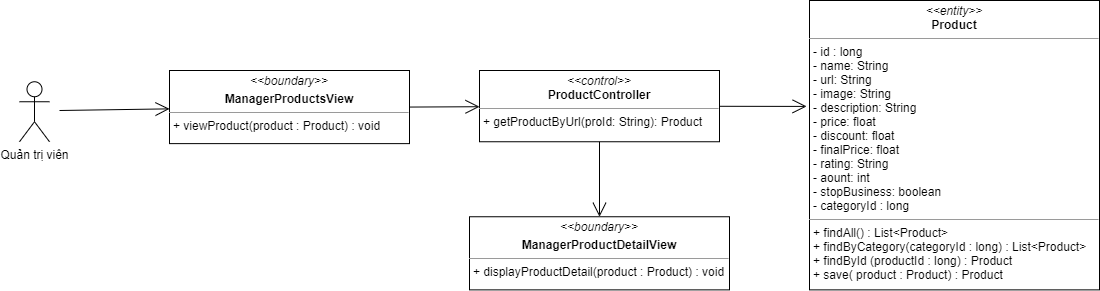 Quản trị viên
<<boundary>>
ManagerProductsView
+ viewProduct(product : Product) : void
<<control>>
ProductController
+ getProductByUrl(proId: String): Product
<<boundary>>
ManagerProductDetailView
+ displayProductDetail(product : Product) : void
<<entity>>
Product
- id : long
- name: String
- url: String
- image: String
- description: String
- price: float
- discount: float
- finalPrice: float
- rating: String
- aount: int
- stopBusiness: boolean
- categoryId : long
+ findAll() : List<Product>
+ findByCategory(categoryId : long) : List<Product>
+ findById (productId : long) : Product
+ save( product : Product) : Product